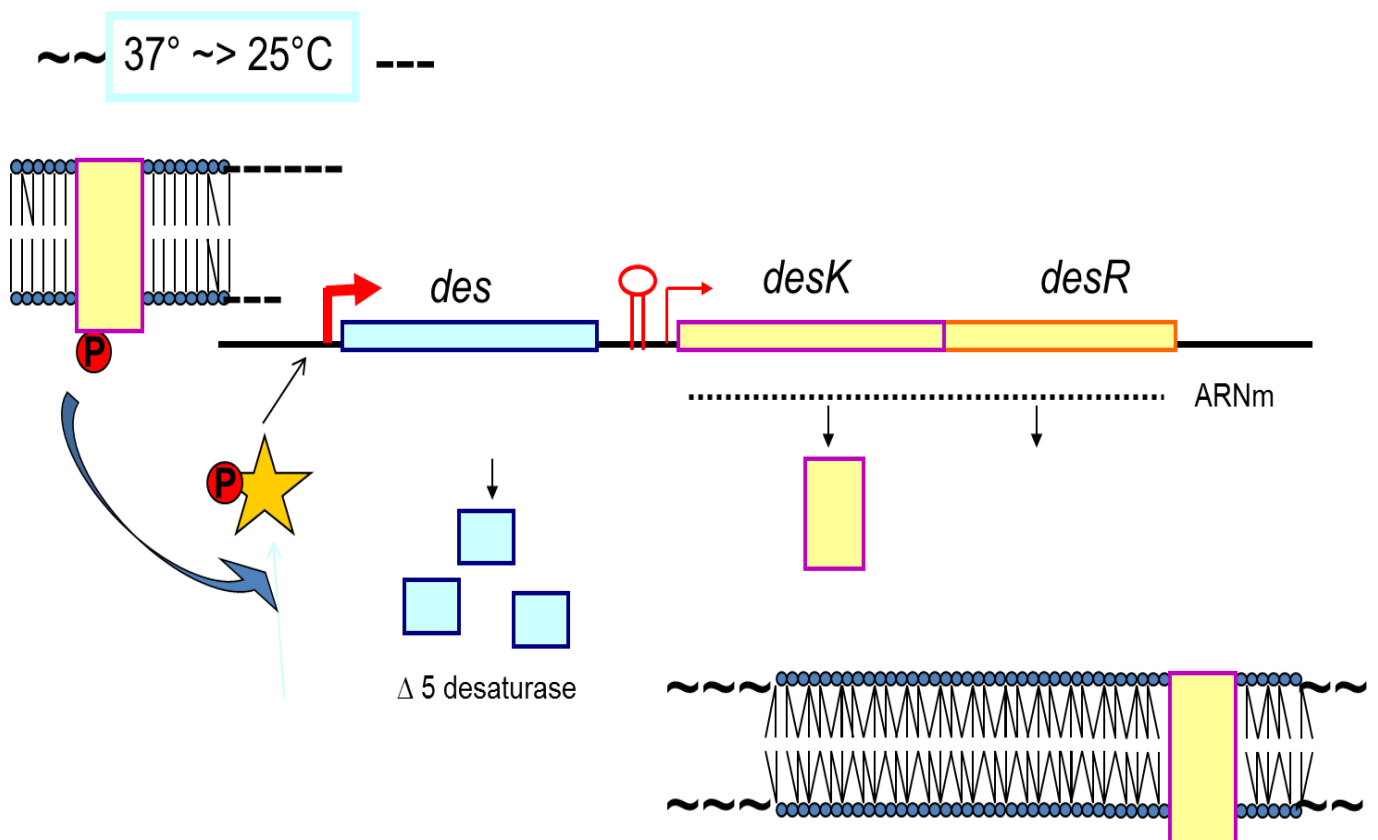 ~~ 37° ~> 25°C ---
des
desK
desR
P
ARNm
P
Δ 5 desaturase